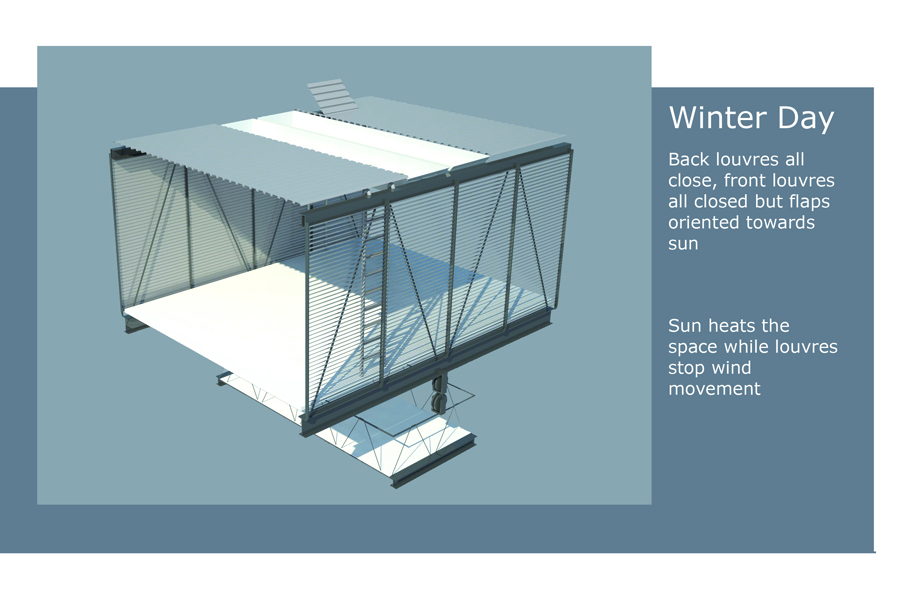 Winter Day
Back louvres all
close, front louvres
all closed but flaps
oriented towards
sun
Sun heats the
space while louvres
stop wind
movement